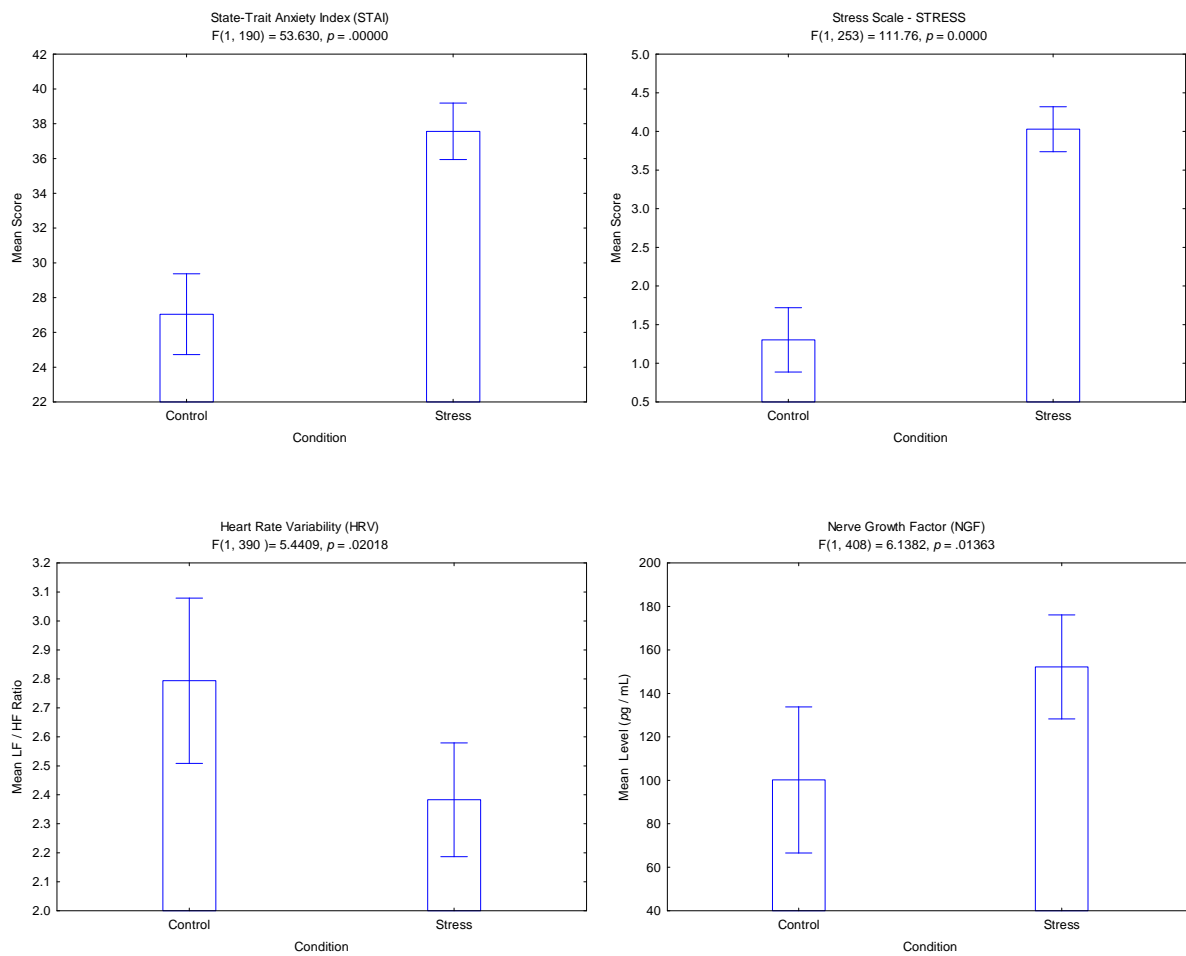 State-Trait Anxiety Index (STAI)
F(1, 190) = 53.630, p = .00000
42
40
38
36
34
32
30
28
26
24
22
Mean Score
Control
Stress
Condition
Stress Scale - STRESS
F(1, 253) = 111.76, p = 0.0000
5.0
4.5
4.0
3.5
3.0
2.5
2.0
1.5
1.0
0.5
Mean Score
Control
Stress
Condition
Heart Rate Variability (HRV)
F(1, 390 )= 5.4409, p = .02018
3.2
3.1
3.0
2.9
2.8
2.7
2.6
2.5
2.4
2.3
2.2
2.1
2.0
Mean LF / HF Ratio
Control
Stress
Condition
Nerve Growth Factor (NGF)
F(1, 408) = 6.1382, p = .01363
200
180
160
140
120
100
80
60
40
Mean Level (pg / mL)
Control
Stress
Condition